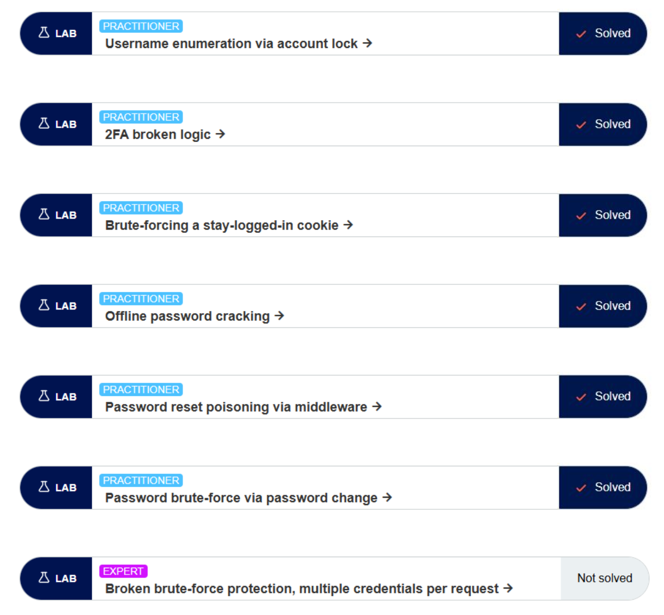 LAB
PRACTITIONER
Username enumeration via account lock →
Solved
LAB
PRACTITIONER
2FA broken logic →
Solved
LAB
PRACTITIONER
Brute-forcing a stay-logged-in cookie →
Solved
LAB
PRACTITIONER
Offline password cracking →
Solved
LAB
PRACTITIONER
Password reset poisoning via middleware →
Solved
LAB
PRACTITIONER
Password brute-force via password change →
Solved
LAB
EXPERT
Broken brute-force protection, multiple credentials per request →
Not solved